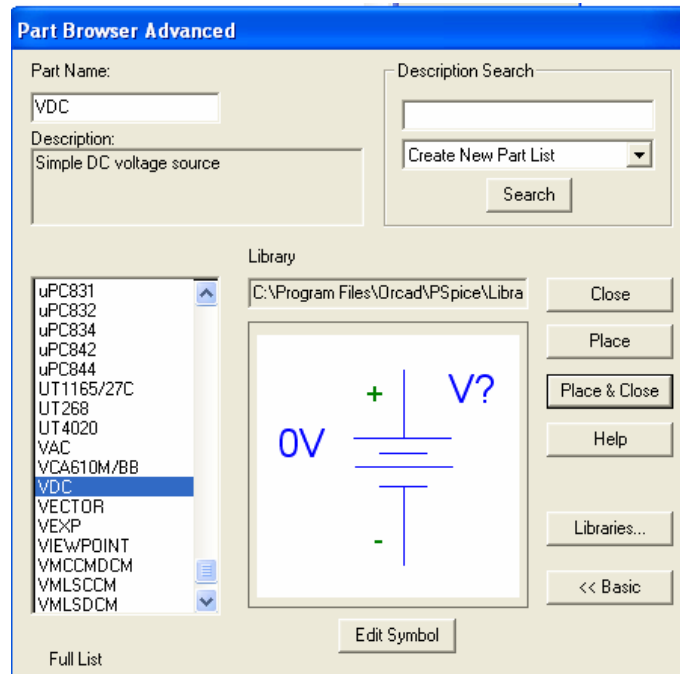 Part Browser Advanced
Part Name:
VDC
Description:
Simple DC voltage source
Description Search
Create New Part List
Search
Library
C:\Program Files\Orcad\PSpice\Libra
uPC831
uPC832
uPC834
uPC842
uPC844
UT1165/27C
UT268
UT4020
VAC
VCA610M/BB
VDC
VECTOR
VEXP
VIEWPOINT
VMCCMDCM
VMLSCCM
VMLSDCM
Full List
+
V?
0V
-
Edit Symbol
Close
Place
Place & Close
Help
Libraries...
<< Basic